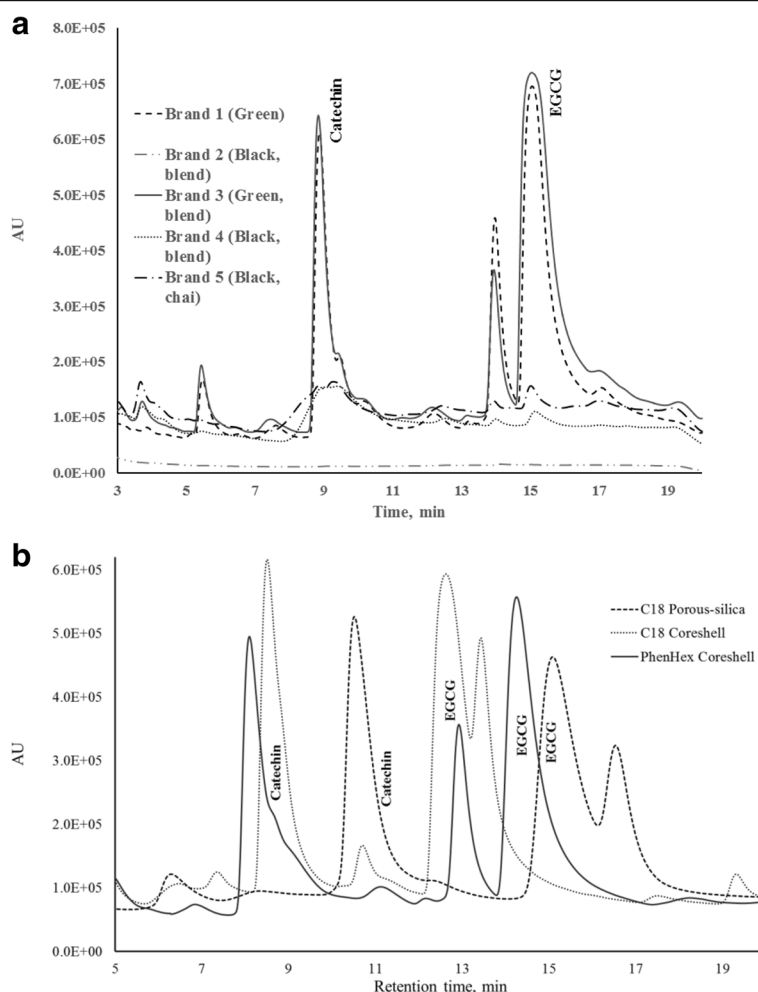 a
8.0E+05
7.0E+05
6.0E+05
5.0E+05
4.0E+05
3.0E+05
2.0E+05
1.0E+05
0.0E+00
AU
Brand 1 (Green)
Brand 2 (Black,
blend)
Brand 3 (Green,
blend)
Brand 4 (Black,
blend)
Brand 5 (Black,
chai)
Catechin
EGCG
3 5 7 9 11 13 15 17 19
Time, min
b
6.0E+05
5.0E+05
4.0E+05
3.0E+05
2.0E+05
1.0E+05
0.0E+00
AU
C18 Porous-silica
C18 Coreshell
PhenHex Coreshell
Catechin
Catechin
EGCG
EGCG
EGCG
5 7 9 11 13 15 17 19
Retention time, min